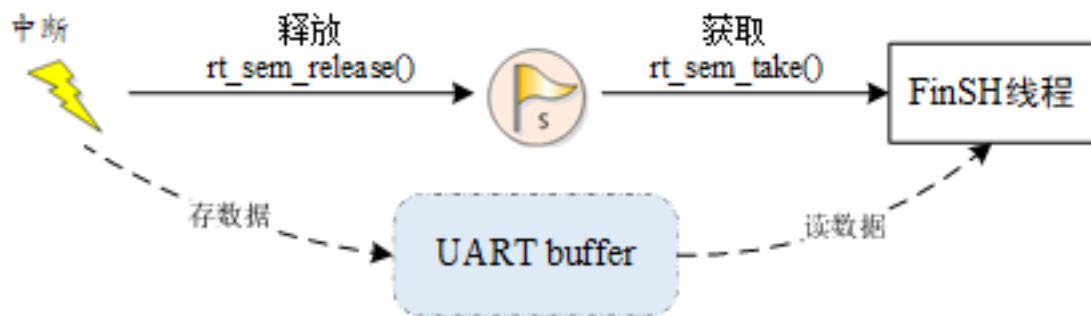 中断
释放
rt_sem_release()
获取
rt_sem_take()
S
FinSH线程
存数据
UART buffer
读数据